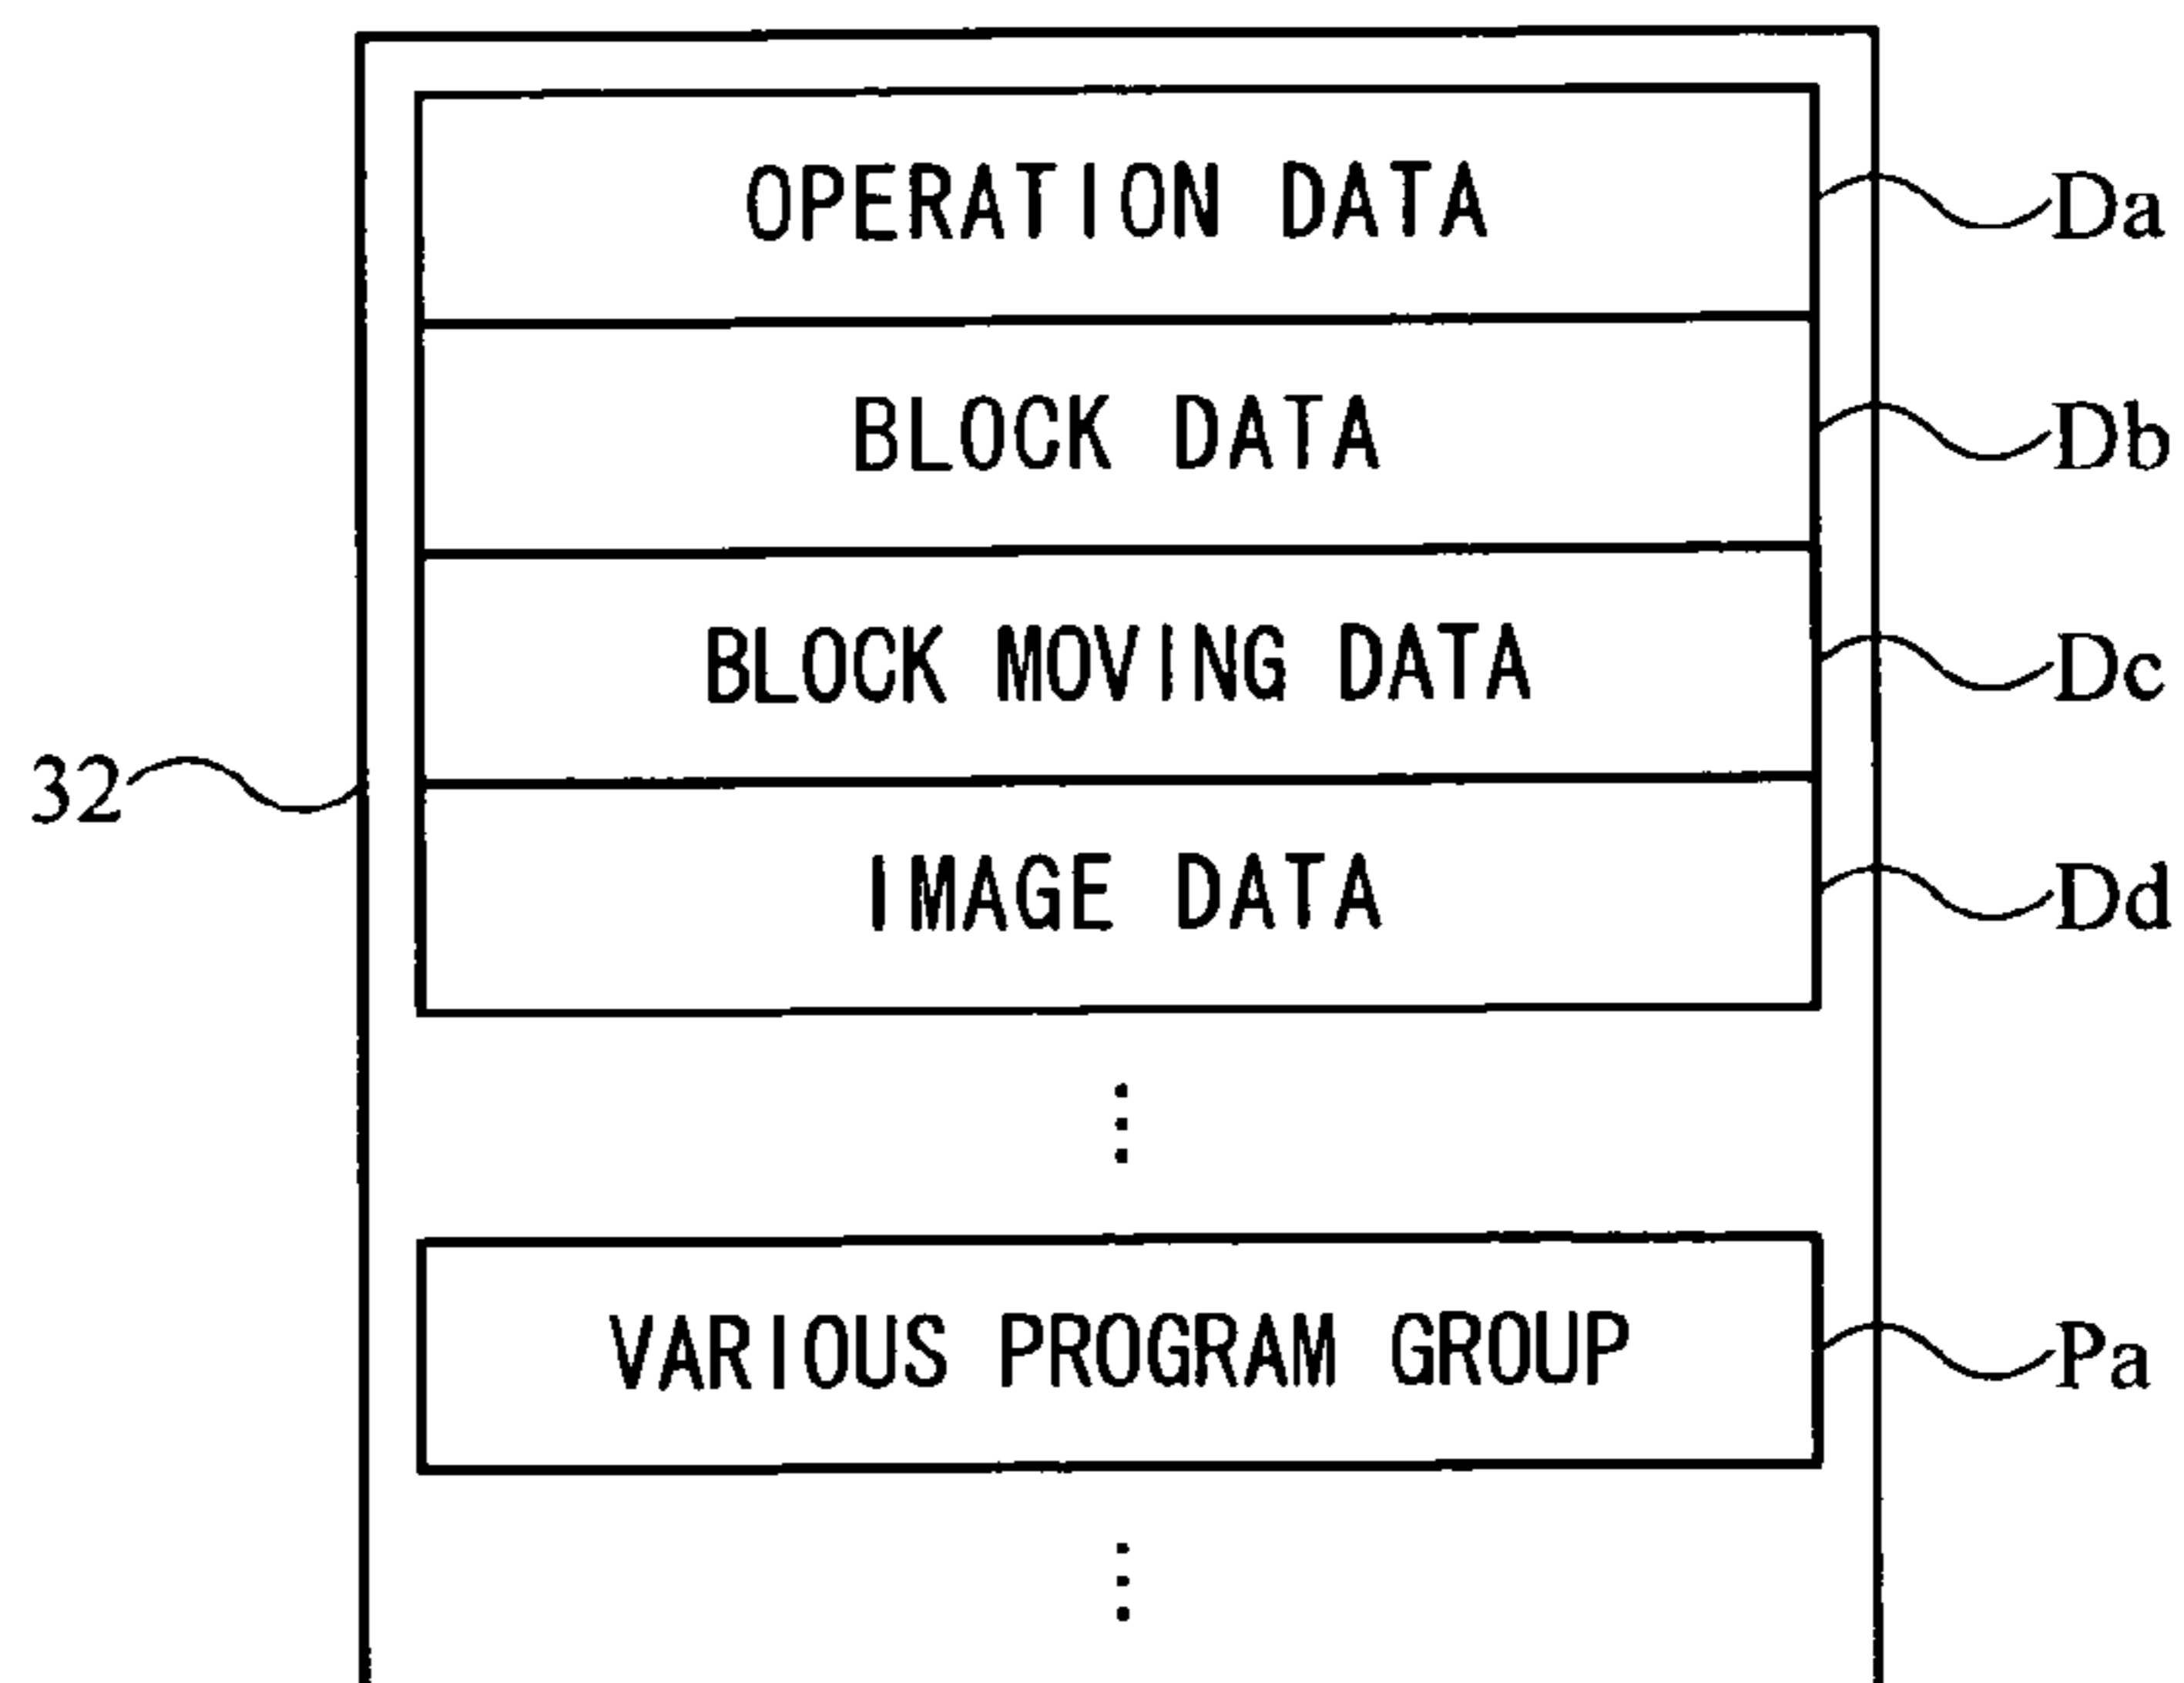 OPERATION DATA Da
BLOCK DATA Db
BLOCK MOVING DATA Dc
32
IMAGE DATA Dd
VARIOUS PROGRAM GROUP Pa